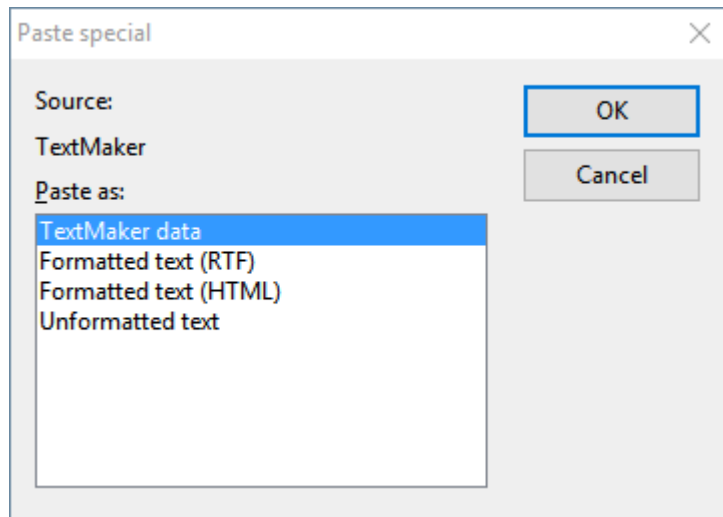 Paste special
Source:
OK
TextMaker
Cancel
Paste as:
TextMaker data
Formatted text (RTF)
Formatted text (HTML)
Unformatted text